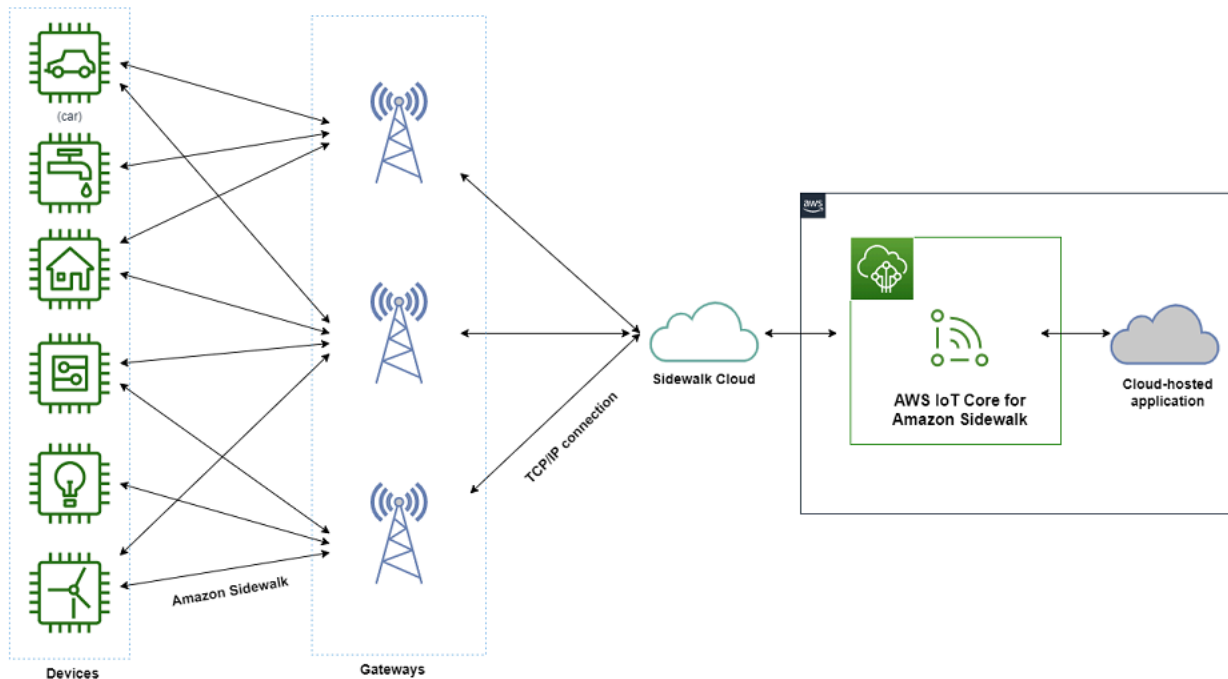 (car)
Devices
Amazon Sidewalk
Gateways
TCP/IP connection
Sidewalk Cloud
aws
AWS IoT Core for
Amazon Sidewalk
Cloud-hosted
application